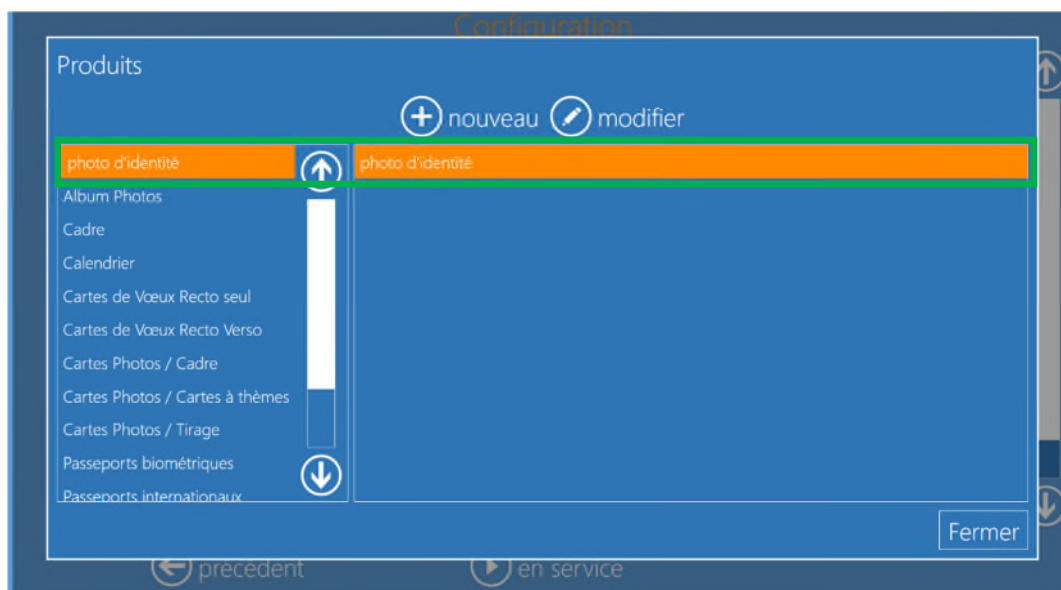 Configuration
Produits
nouveau modifier
photo d'identité
photo d'identité
Album Photos
Cadre
Calendrier
Cartes de Vœux Recto seul
Cartes de Vœux Recto Verso
Cartes Photos / Cadre
Cartes Photos / Cartes à thèmes
Cartes Photos / Tirage
Passeports biométriques
Passeports internationaux
Fermer
précédent
en service